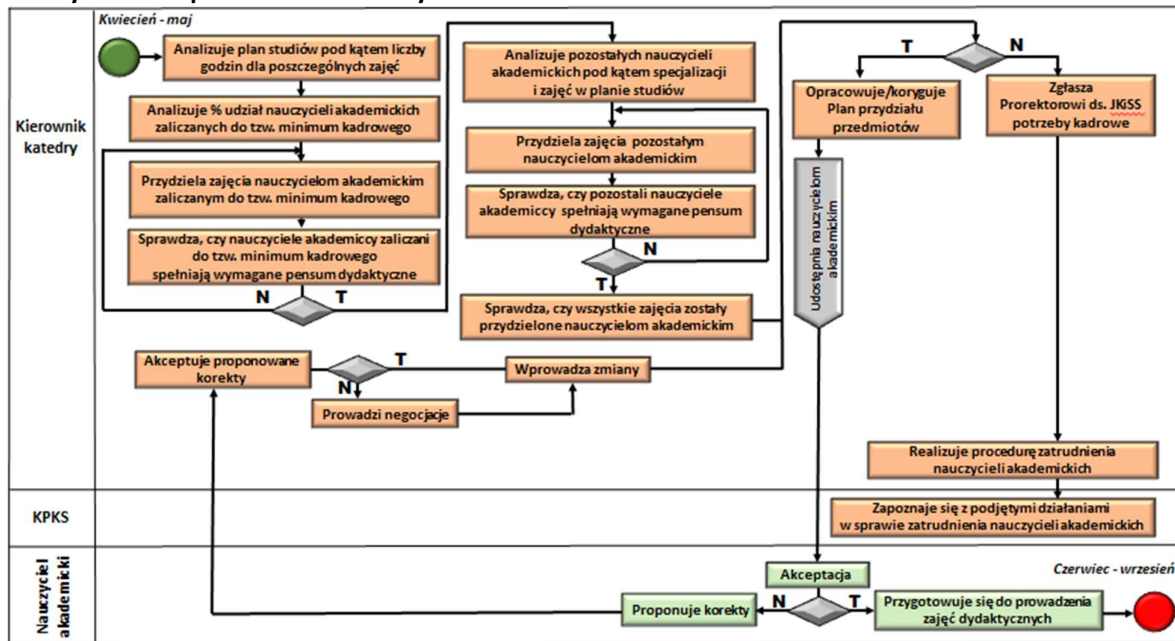 Kwiecień - maj
Kierownik
katedry
Analizuje plan studiów pod kątem liczby
godzin dla poszczególnych zajęć
Analizuje % udział nauczycieli akademickich
zaliczanych do tzw. minimum kadrowego
Przydziela zajęcia nauczycielom akademickim
zaliczanym do tzw. minimum kadrowego
Sprawdza, czy nauczyciele akademiccy zaliczani
do tzw. minimum kadrowego
spełniają wymagane pensum dydaktyczne
N
T
Analizuje pozostałych nauczycieli
akademickich pod kątem specjalizacji
i zajęć w planie studiów
Przydziela zajęcia pozostałym
nauczycielom akademickim
Sprawdza, czy pozostali nauczyciele
akademiccy spełniają wymagane pensum
dydaktyczne
N
T
Sprawdza, czy wszystkie zajęcia zostały
przydzielone nauczycielom akademickim
T
N
Opracowuje/koryguje
Plan przydziału
przedmiotów
Zgłasza
Prorektorowi ds. JKiSS
potrzeby kadrowe
Udostępnia nauczycielom
akademickim
Akceptuje proponowane
korekty
T
N
Wprowadza zmiany
Prowadzi negocjacje
Realizuje procedurę zatrudnienia
nauczycieli akademickich
KPKS
Zapoznaje się z podjętymi działaniami
w sprawie zatrudnienia nauczycieli akademickich
Nauczyciel
akademicki
Czerwiec - wrzesień
Akceptacja
N
T
Proponuje korekty
Przygotowuje się do prowadzenia
zajęć dydaktycznych